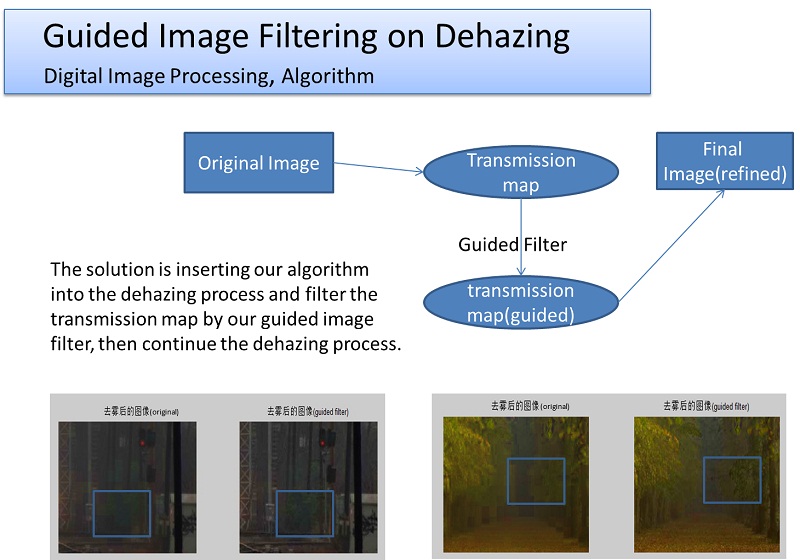 Guided Image Filtering on Dehazing
Digital Image Processing, Algorithm
Original Image
Transmission
map
Final
Image(refined)
Guided Filter
transmission
map(guided)
The solution is inserting our algorithm
into the dehazing process and filter the
transmission map by our guided image
filter, then continue the dehazing process.
去雾后的图像(original)
去雾后的图像(guided filter)
去雾后的图像(original)
去雾后的图像(guided filter)